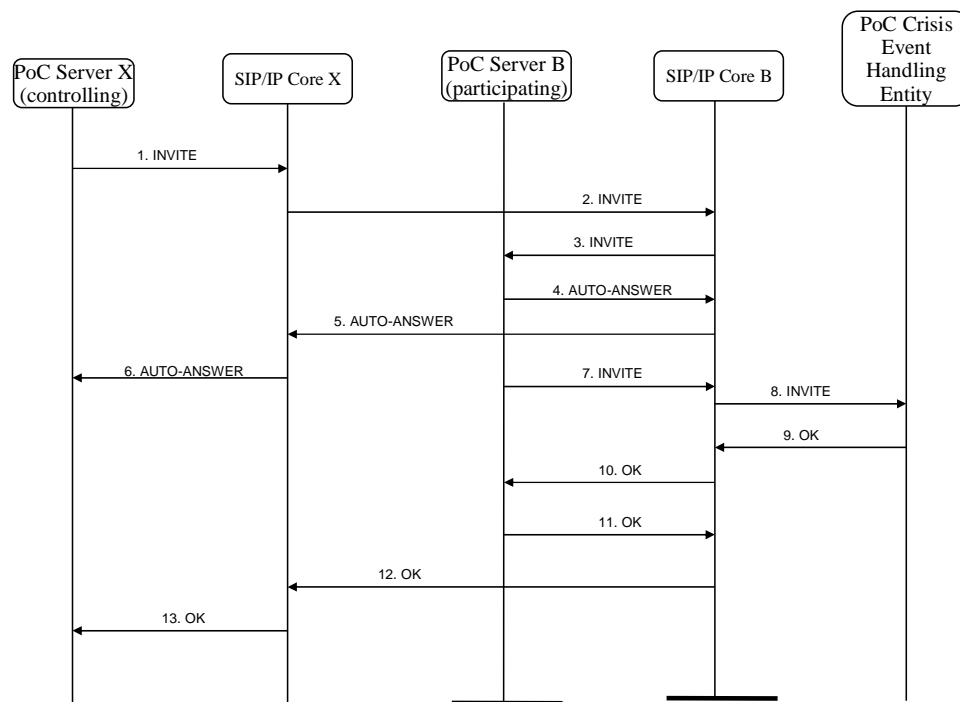 PoC Server X
(controlling)
SIP/IP Core X
PoC Server B
(participating)
SIP/IP Core B
PoC Crisis
Event
Handling
Entity
1. INVITE
2. INVITE
3. INVITE
4. AUTO-ANSWER
5. AUTO-ANSWER
6. AUTO-ANSWER
7. INVITE
8. INVITE
9. OK
10. OK
11. OK
12. OK
13. OK